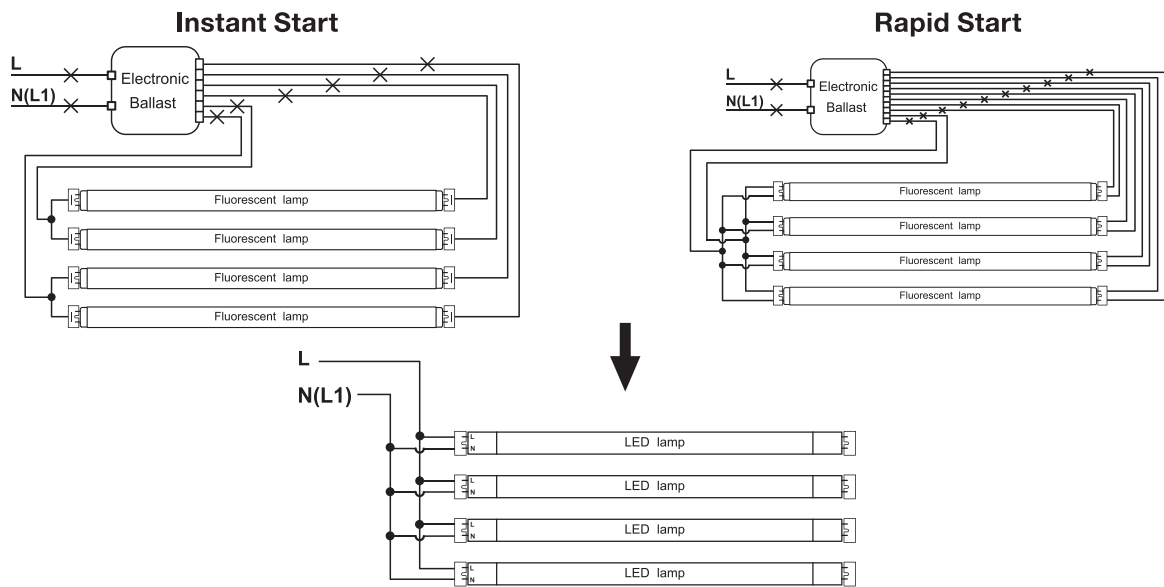 Instant Start
L
N(L1)
Electronic
Ballast
Fluorescent lamp
Fluorescent lamp
Fluorescent lamp
Fluorescent lamp
Rapid Start
L
N(L1)
Electronic
Ballast
Fluorescent lamp
Fluorescent lamp
Fluorescent lamp
Fluorescent lamp
L
N(L1)
L
N
LED lamp
L
N
LED lamp
L
N
LED lamp
L
N
LED lamp